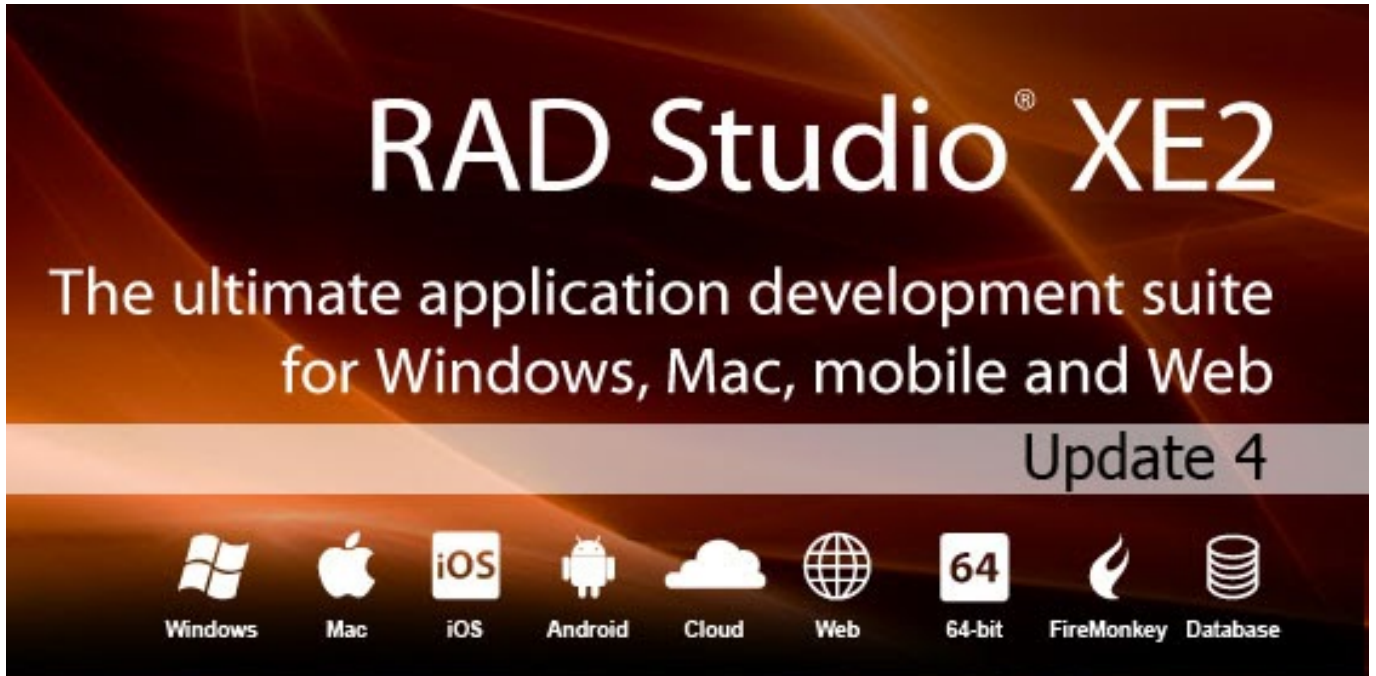 RAD Studio® XE2
The ultimate application development suite
for Windows, Mac, mobile and Web
Update 4
iOS 64
Windows Mac iOS Android Cloud Web 64-bit FireMonkey Database